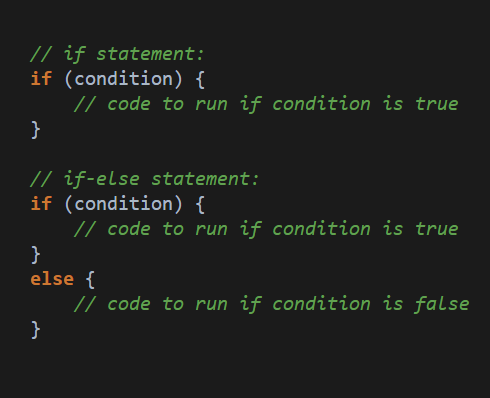 // if statement:
if (condition) {
    // code to run if condition is true
}

// if-else statement:
if (condition) {
    // code to run if condition is true
}
else {
    // code to run if condition is false
}